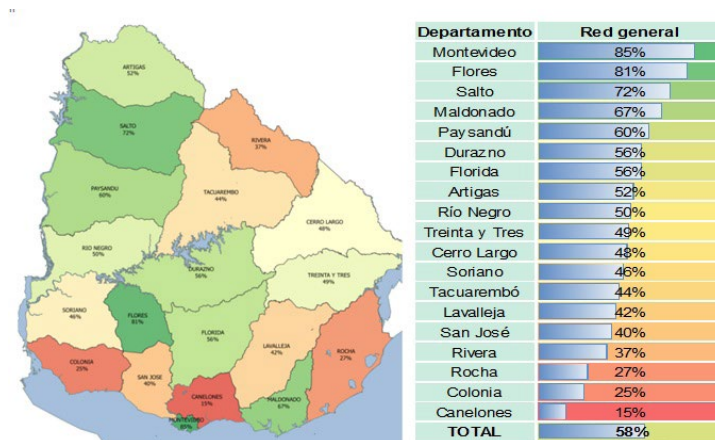 ARTIGAS
52%
SALTO
72%
RIVERA
37%
PAYSANDU
60%
TACUAREMBO
44%
CERRO LARGO
48%
RIO NEGRO
50%
DURAZNO
56%
TREINTA Y TRES
49%
SORIANO
46%
FLORES
81%
FLORIDA
56%
LAVALLEJA
42%
ROCHA
27%
COLONIA
25%
SAN JOSE
40%
CANELONES
15%
MALDONADO
67%
MONTEVIDEO
85%
Departamento Red general
Montevideo 85%
Flores 81%
Salto 72%
Maldonado 67%
Paysandú 60%
Durazno 56%
Florida 56%
Artigas 52%
Río Negro 50%
Treinta y Tres 49%
Cerro Largo 48%
Soriano 46%
Tacuarembó 44%
Lavalleja 42%
San José 40%
Rivera 37%
Rocha 27%
Colonia 25%
Canelones 15%
TOTAL 58%